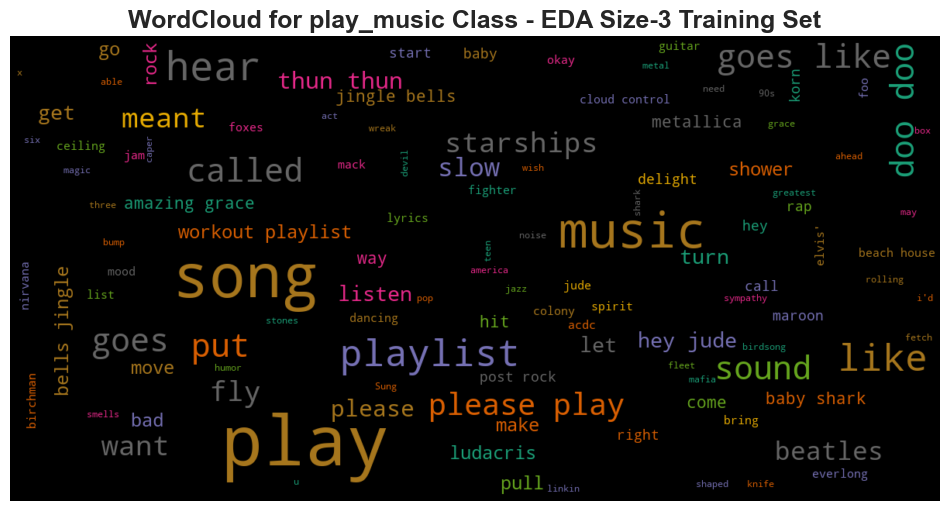 WordCloud for play_music Class - EDA Size-3 Training Set
go
rock
hear
start
baby
okay
guitar
metal
goes like
doo
x
able
thun thun
jingle bells
cloud control
need
90s
korn
foo
get
meant
foxes
act
wreak
metallica
grace
doo
box
six
ceiling
magic
jam
caper
called
mack
devil
starships
slow
wish
fighter
delight
shark
shower
ahead
greatest
three
amazing grace
lyrics
rap
may
bump
workout playlist
noise
music
hey
elvis'
nirvana
mood
song
way
teen
america
turn
beach house
rolling
list
bells jingle
listen
pop
jazz
jude
call
sympathy
i'd
stones
dancing
hit
colony
spirit
acdc
maroon
goes
put
playlist
let
hey jude
birdsong
fetch
move
humor
post rock
fleet
mafia
sound
like
birchman
fly
Sung
please
please play
come
baby shark
smells
bad
make
right
bring
want
play
ludacris
beatles
u
pull
linkin
shaped
knife
everlong